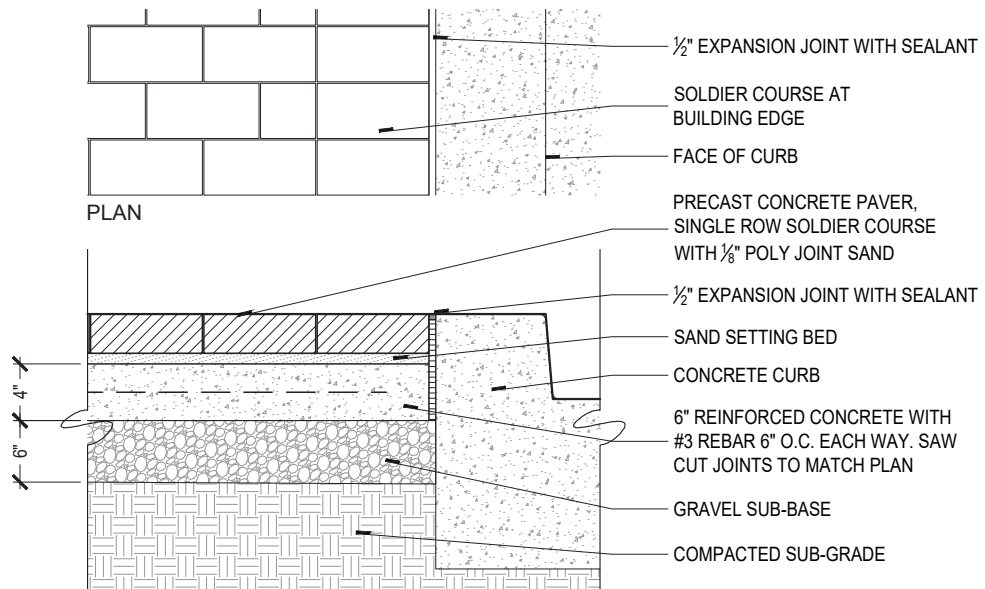 ½" EXPANSION JOINT WITH SEALANT
SOLDIER COURSE AT
BUILDING EDGE
FACE OF CURB
PLAN
PRECAST CONCRETE PAVER,
SINGLE ROW SOLDIER COURSE
WITH ⅛" POLY JOINT SAND
½" EXPANSION JOINT WITH SEALANT
SAND SETTING BED
CONCRETE CURB
4"
6" REINFORCED CONCRETE WITH
#3 REBAR 6" O.C. EACH WAY. SAW
CUT JOINTS TO MATCH PLAN
6"
GRAVEL SUB-BASE
COMPACTED SUB-GRADE